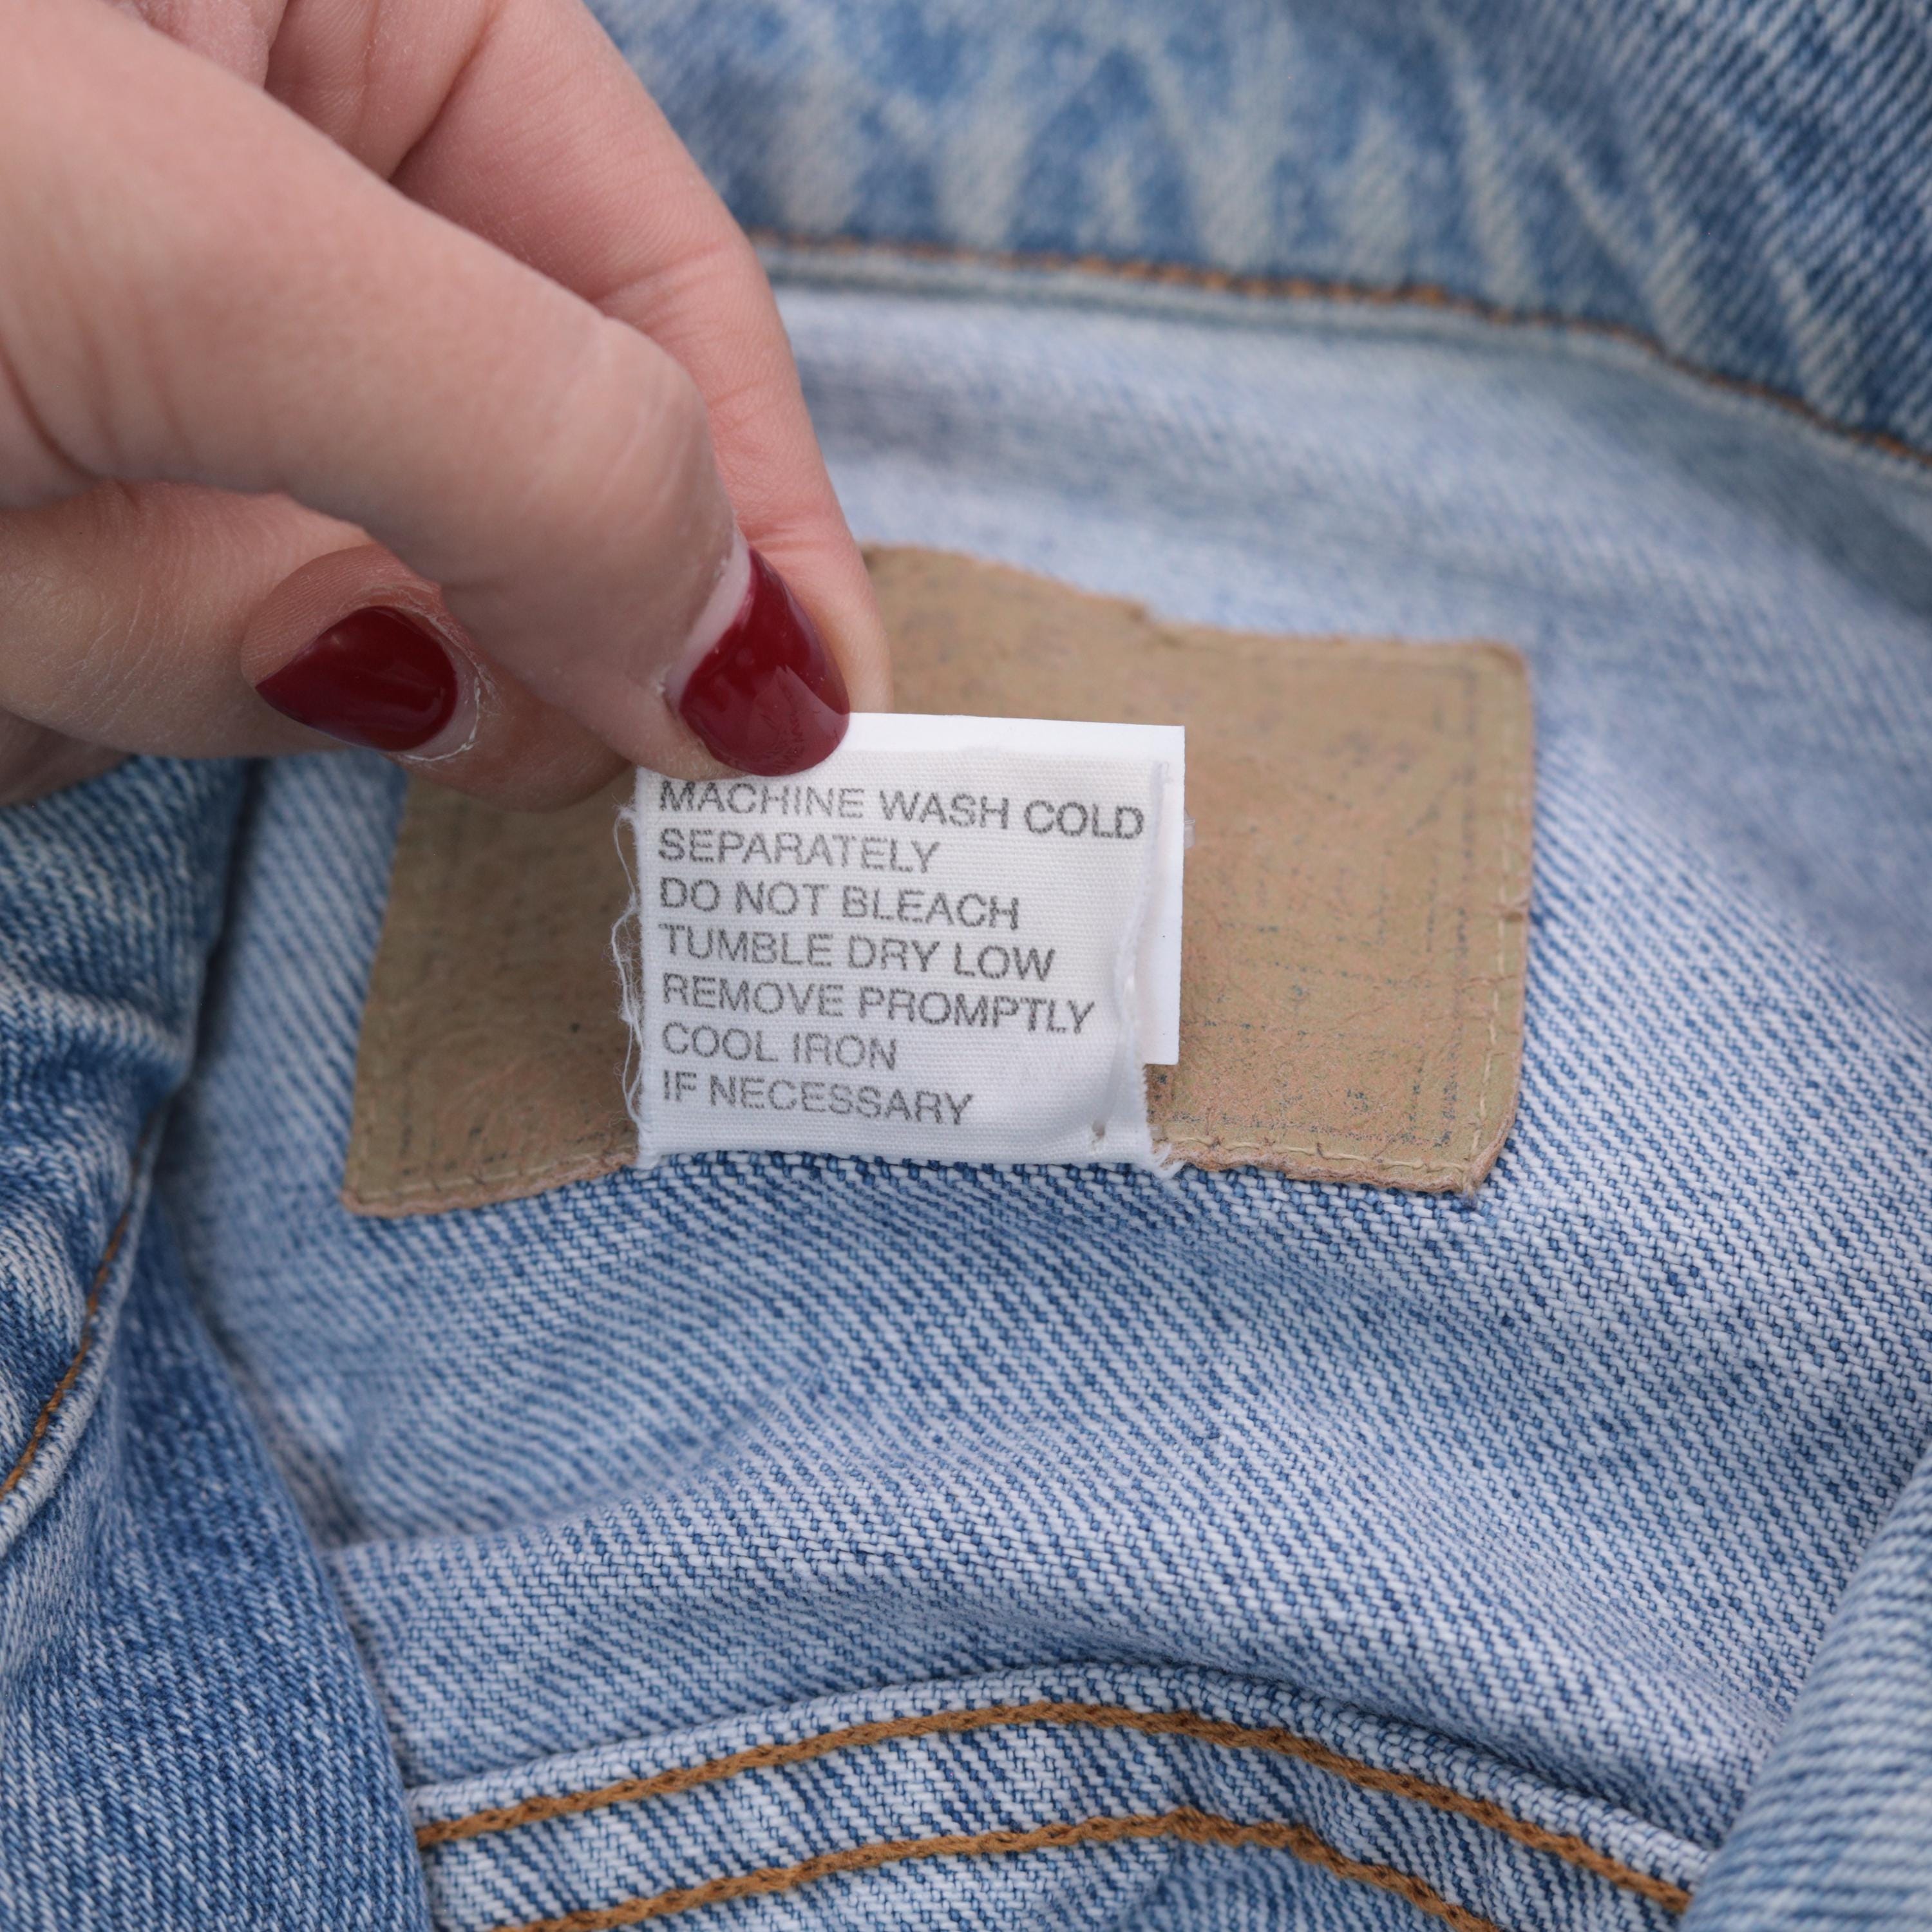 MACHINE WASH COLD
SEPARATELY
DO NOT BLEACH
TUMBLE DRY LOW
REMOVE PROMPTLY
COOL IRON
IF NECESSARY